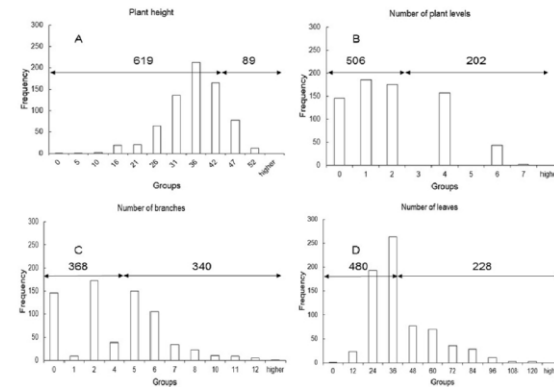 Plant height
A
619 89
Frequency
300
250
200
150
100
50
0
0 5 10 16 21 26 31 36 42 47 52 higher
Groups
Number of plant levels
B
506 202
Frequency
300
250
200
150
100
50
0
0 1 2 3 4 5 6 7 higher
Groups
Number of branches
C
368 340
Frequency
300
250
200
150
100
50
0
0 1 2 4 5 6 7 8 10 11 12 higher
Groups
Number of leaves
D
480 228
Frequency
300
250
200
150
100
50
0
0 12 24 36 48 60 72 84 96 108 120 high
Groups